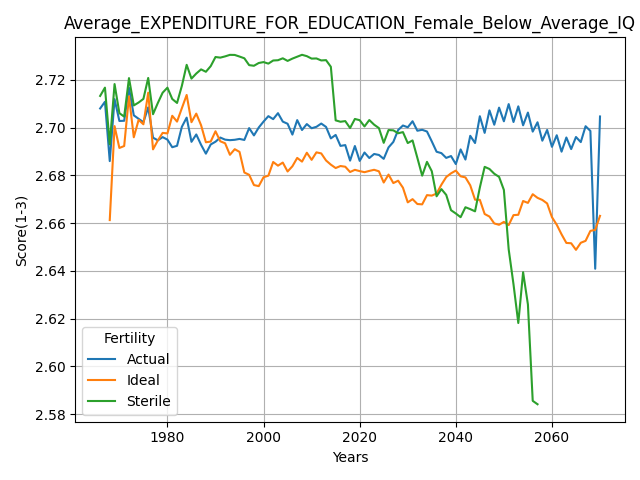 Average_EXPENDITURE_FOR_EDUCATION_Female_Below_Average_IQ
Score(1-3)
2.72
2.70
2.68
2.66
2.64
2.62
2.60
2.58
Fertility
Actual
Ideal
Sterile
1980 2000 2020 2040 2060
Years